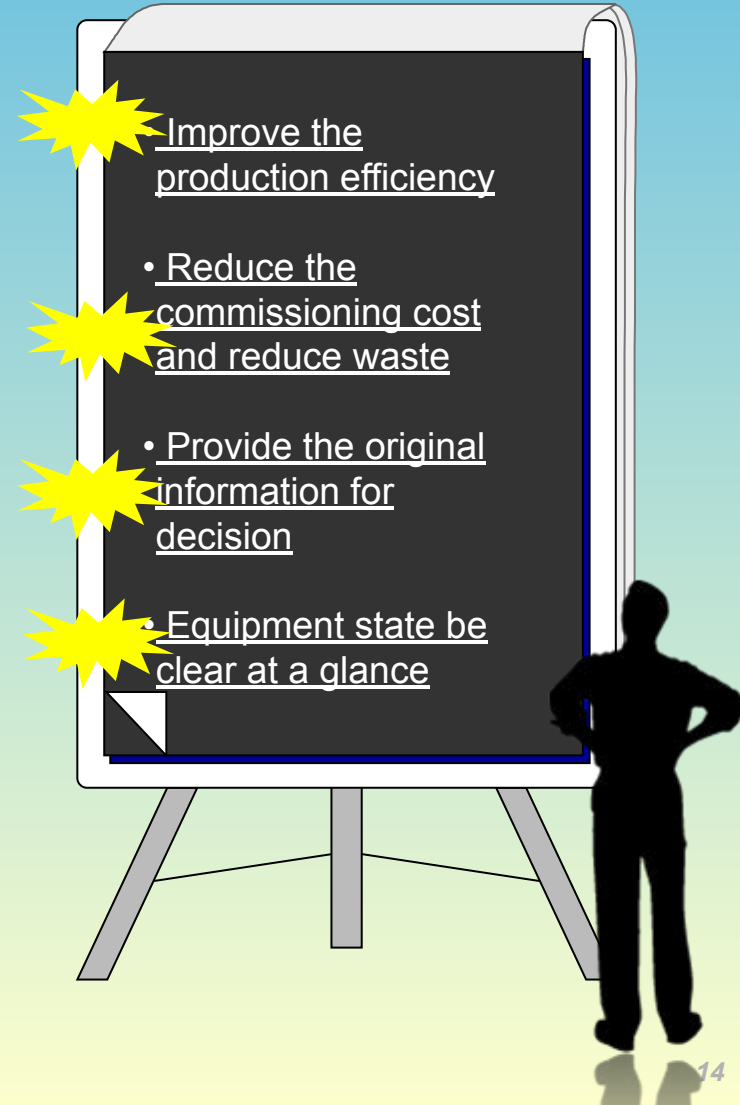 • Improve the
production efficiency
• Reduce the
commissioning cost
and reduce waste
• Provide the original
information for
decision
• Equipment state be
clear at a glance
14